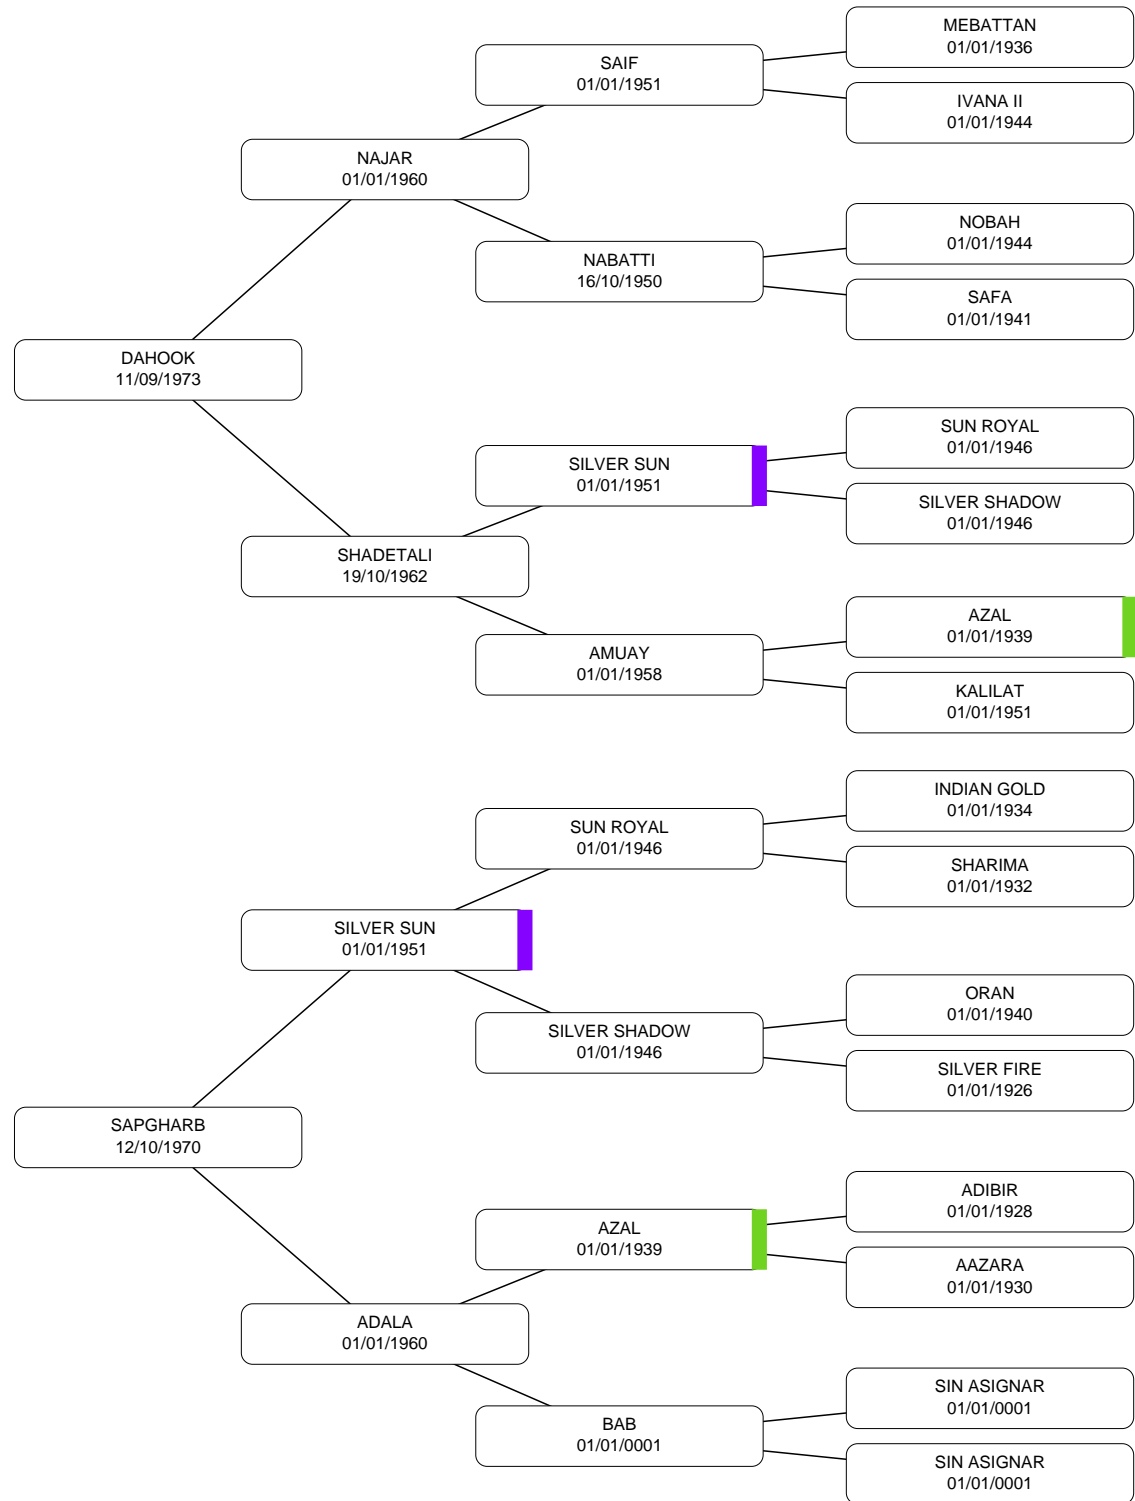 MEBATTAN
01/01/1936
SAIF
01/01/1951
IVANA II
01/01/1944
NAJAR
01/01/1960
NOBAH
01/01/1944
NABATTI
16/10/1950
SAFA
01/01/1941
DAHOOK
11/09/1973
SUN ROYAL
01/01/1946
SILVER SUN
01/01/1951
SILVER SHADOW
01/01/1946
SHADETALI
19/10/1962
AZAL
01/01/1939
AMUAY
01/01/1958
KALILAT
01/01/1951
INDIAN GOLD
01/01/1934
SUN ROYAL
01/01/1946
SHARIMA
01/01/1932
SILVER SUN
01/01/1951
ORAN
01/01/1940
SILVER SHADOW
01/01/1946
SILVER FIRE
01/01/1926
SAPGHARB
12/10/1970
ADIBIR
01/01/1928
AZAL
01/01/1939
AAZARA
01/01/1930
ADALA
01/01/1960
SIN ASIGNAR
01/01/0001
BAB
01/01/0001
SIN ASIGNAR
01/01/0001